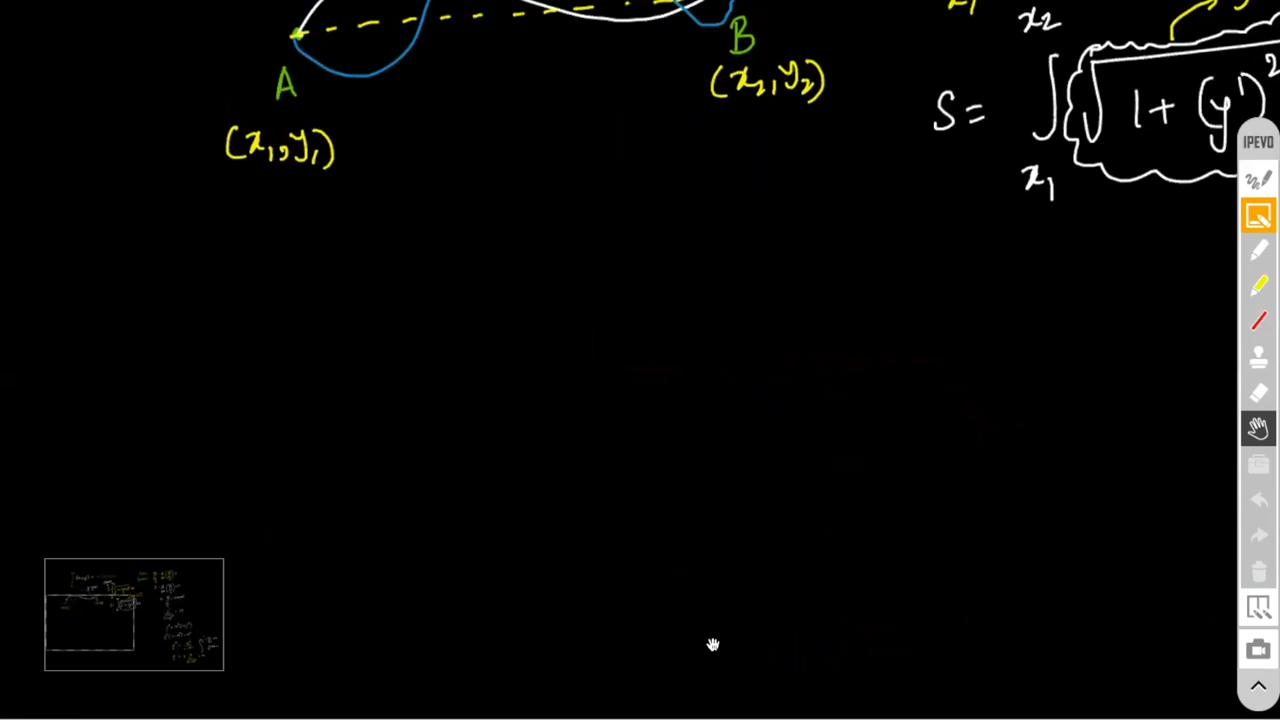 x₂
B
A
(x₂, y₂)
S = ∫ √ 1 + (y')²
(x₁, y₁)
x₁
IPEVO